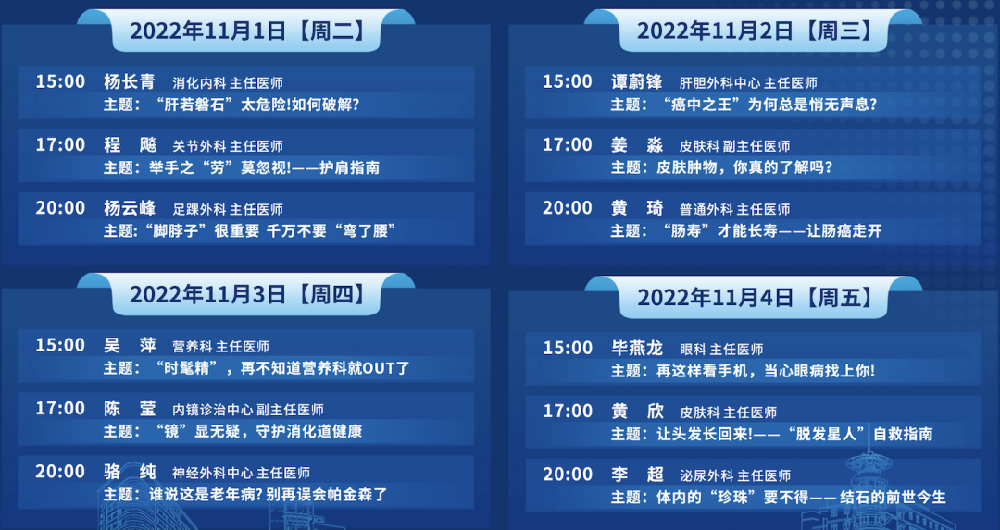 2022年11月1日【周二】
15:00 杨长青 消化内科 主任医师
主题：“肝若磐石”太危险!如何破解?
17:00 程 飚 关节外科 主任医师
主题：举手之“劳”莫忽视!——护肩指南
20:00 杨云峰 足踝外科 主任医师
主题:“脚脖子”很重要 千万不要“弯了腰”
2022年11月2日【周三】
15:00 谭蔚锋 肝胆外科中心 主任医师
主题：“癌中之王”为何总是悄无声息?
17:00 姜 淼 皮肤科 副主任医师
主题：皮肤肿物，你真的了解吗?
20:00 黄 琦 普通外科 主任医师
主题：“肠寿”才能长寿——让肠癌走开
2022年11月3日【周四】
15:00 吴 萍 营养科 主任医师
主题：“时髦精”，再不知道营养科就OUT了
17:00 陈 莹 内镜诊治中心 副主任医师
主题：“镜”显无疑，守护消化道健康
20:00 骆 纯 神经外科中心 主任医师
主题：谁说这是老年病? 别再误会帕金森了
2022年11月4日【周五】
15:00 毕燕龙 眼科 主任医师
主题：再这样看手机，当心眼病找上你!
17:00 黄 欣 皮肤科 主任医师
主题：让头发长回来!——“脱发星人”自救指南
20:00 李 超 泌尿外科 主任医师
主题：体内的“珍珠”要不得—— 结石的前世今生